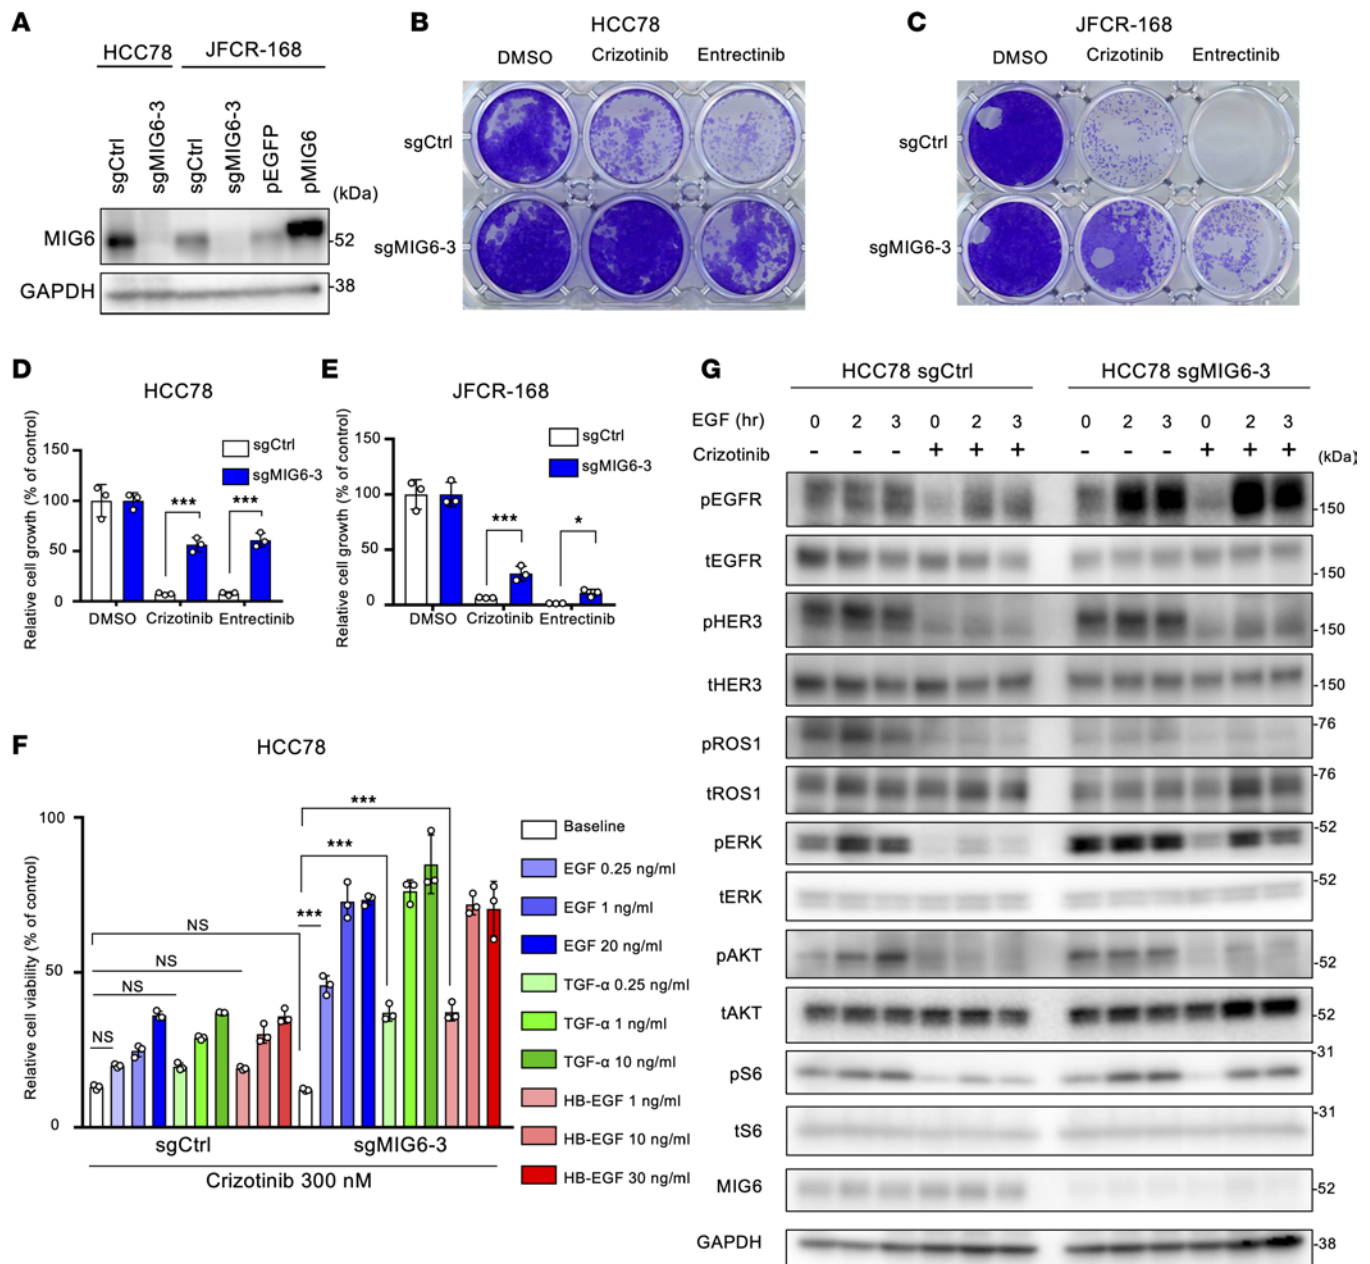 A
HCC78 JFCR-168
sgCtrl
sgMIG6-3
sgCtrl
sgMIG6-3
pEGFP
pMIG6
(kDa)
MIG6
-52
GAPDH
-38
B
HCC78
DMSO Crizotinib Entrectinib
sgCtrl
sgMIG6-3
C
JFCR-168
DMSO Crizotinib Entrectinib
sgCtrl
sgMIG6-3
D
HCC78
Relative cell growth (% of control)
150
100
50
0
sgCtrl
sgMIG6-3
***
***
DMSO Crizotinib Entrectinib
E
JFCR-168
Relative cell growth (% of control)
150
100
50
0
sgCtrl
sgMIG6-3
***
*
DMSO Crizotinib Entrectinib
F
HCC78
Relative cell viability (% of control)
100
50
0
NS
NS
NS
NS
***
***
***
sgCtrl sgMIG6-3
Crizotinib 300 nM
Baseline
EGF 0.25 ng/ml
EGF 1 ng/ml
EGF 20 ng/ml
TGF-α 0.25 ng/ml
TGF-α 1 ng/ml
TGF-α 10 ng/ml
HB-EGF 1 ng/ml
HB-EGF 10 ng/ml
HB-EGF 30 ng/ml
G
HCC78 sgCtrl HCC78 sgMIG6-3
EGF (hr) 0 2 3 0 2 3 0 2 3 0 2 3
Crizotinib - - - + + + - - - + + + (kDa)
pEGFR -150
tEGFR -150
pHER3 -150
tHER3 -150
pROS1 -76
tROS1 -76
pERK -52
tERK -52
pAKT -52
tAKT -52
pS6 -31
tS6 -31
MIG6 -52
GAPDH -38